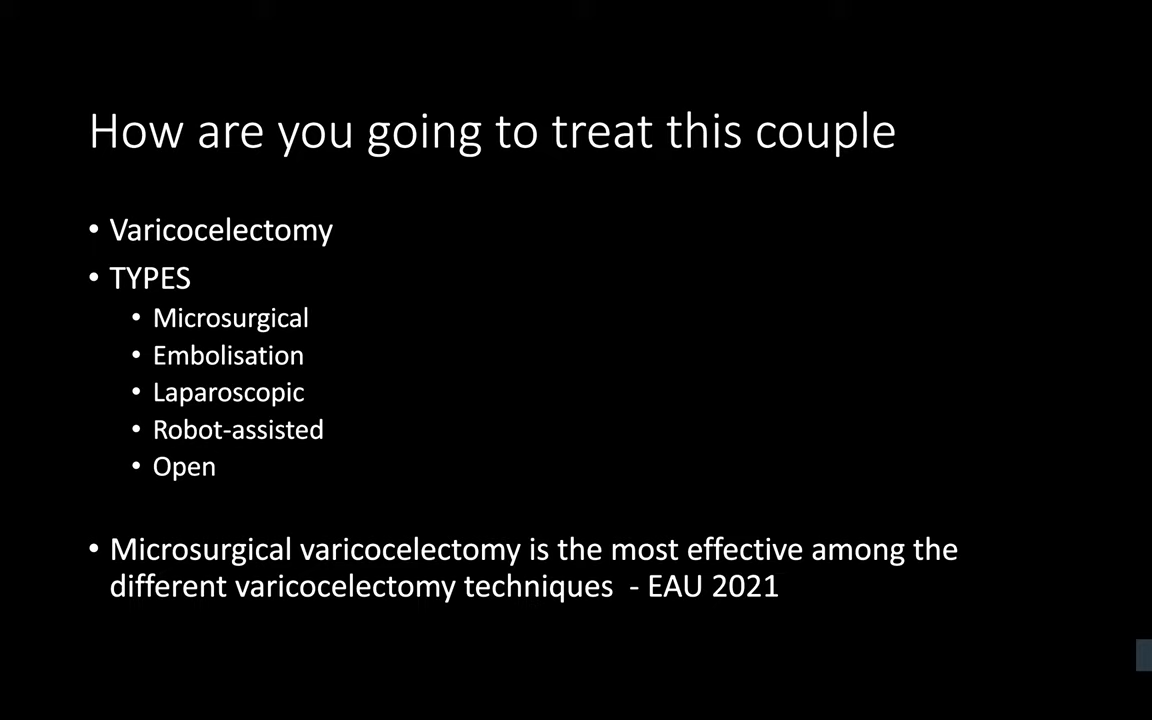 How are you going to treat this couple
• Varicocelectomy
• TYPES
• Microsurgical
• Embolisation
• Laparoscopic
• Robot-assisted
• Open
• Microsurgical varicocelectomy is the most effective among the
different varicocelectomy techniques - EAU 2021